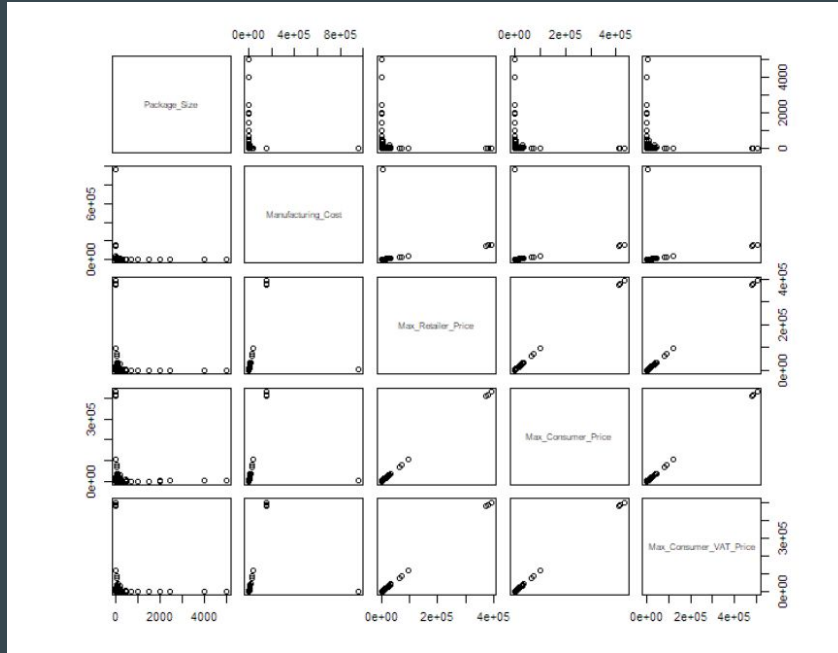 0e+00 4e+05 8e+05 0e+00 2e+05 4e+05
Package_Size
0 2000 4000
0e+00 6e+05
Manufacturing_Cost
Max_Retailer_Price
0e+00 2e+05 4e+05
0e+00 3e+05
Max_Consumer_Price
Max_Consumer_VAT_Price
0e+00 3e+05
0 2000 4000 0e+00 2e+05 4e+05 0e+00 2e+05 4e+05